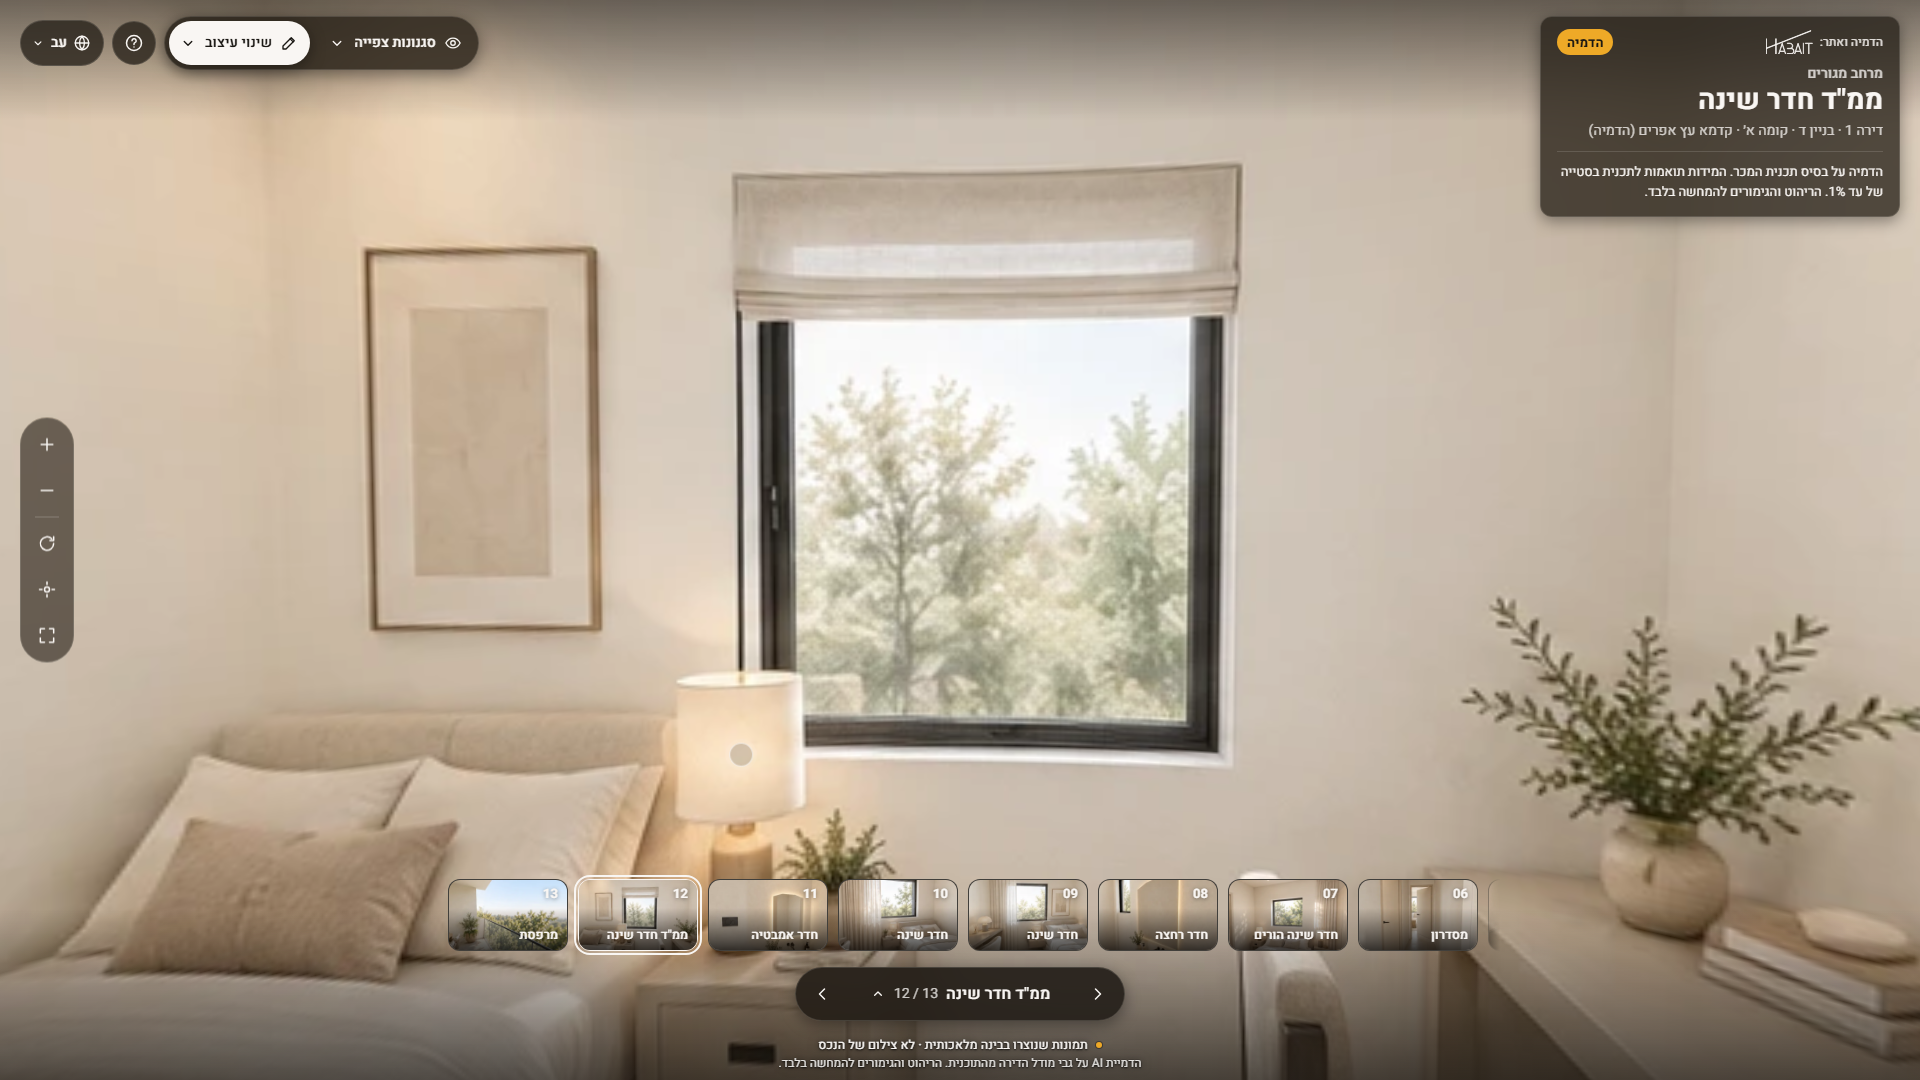 הדמיה ואתר: HABAIT
הדמיה
מרחב מגורים
ממ"ד חדר שינה
דירה 1 · בניין ד · קומה א' · קדמא עץ אפרים (הדמיה)
הדמיה על בסיס תכנית המכר. המידות תואמות לתכנית בסטייה
של עד 1%. הריהוט והגימורים להמחשה בלבד.
סגנונות צפייה
שינוי עיצוב
עב
06
מסדרון
07
חדר שינה הורים
08
חדר רחצה
09
חדר שינה
10
חדר שינה
11
חדר אמבטיה
12
ממ"ד חדר שינה
13
מרפסת
ממ"ד חדר שינה 12 / 13
תמונות שנוצרו בבינה מלאכותית · לא צילום של הנכס
הדמיית AI על גבי מודל הדירה מהתוכנית. הריהוט והגימורים להמחשה בלבד.